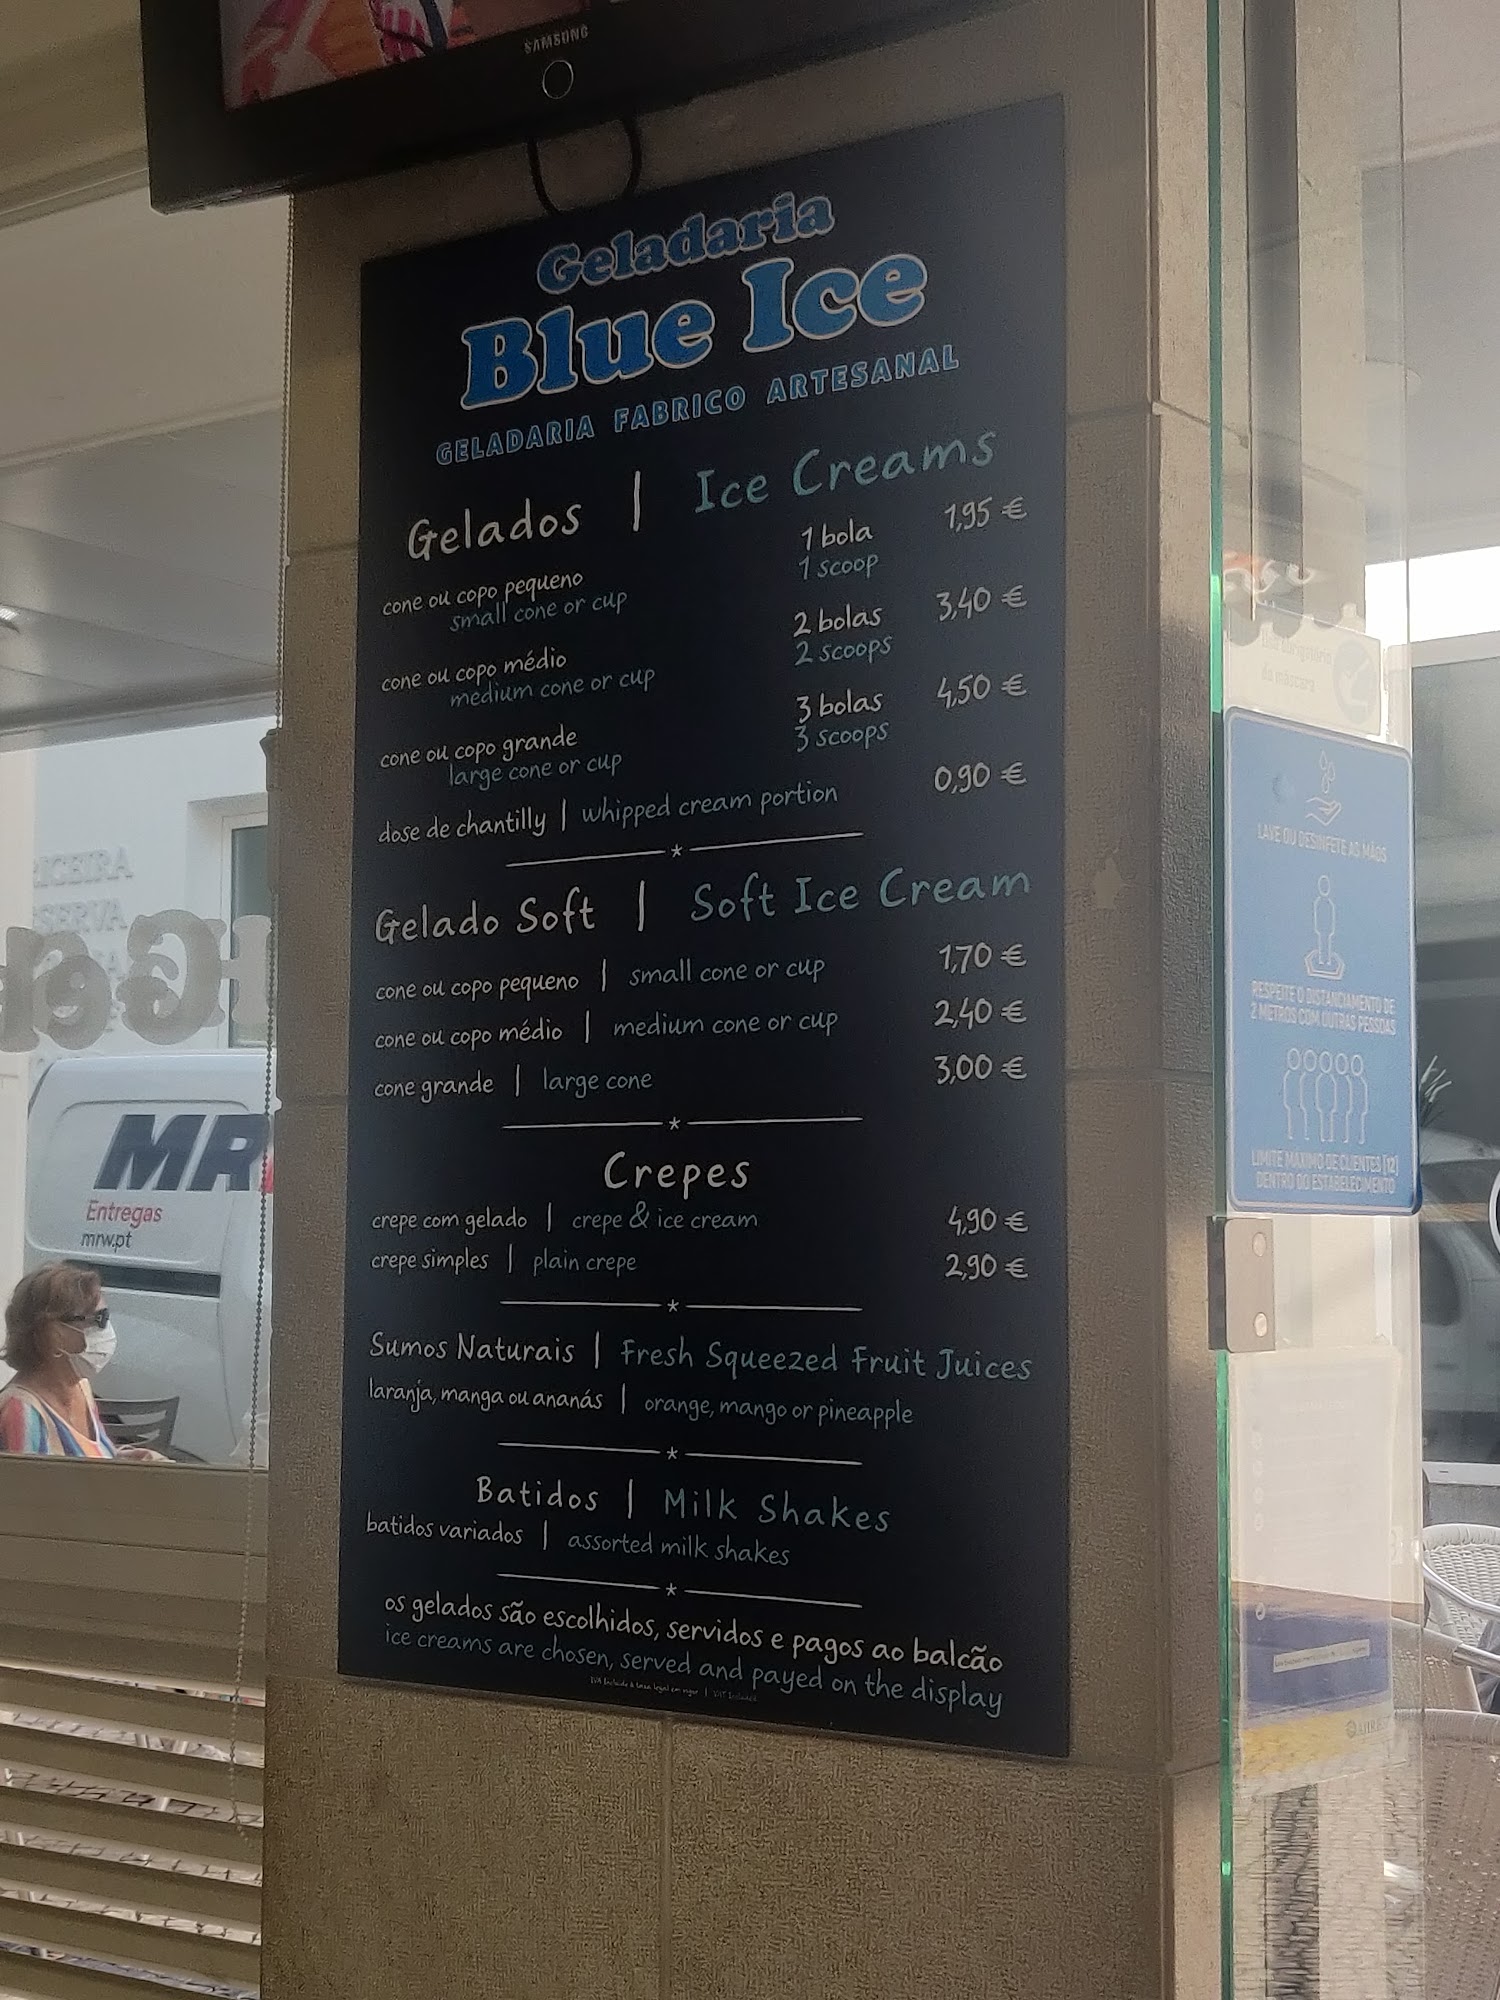 SAMSUNG
Geladaria
Blue Ice
GELADARIA FABRICO ARTESANAL
Gelados | Ice Creams
cone ou copo pequeno 1 bola 1,95 €
small cone or cup 1 scoop
cone ou copo médio 2 bolas 3,40 €
medium cone or cup 2 scoops
cone ou copo grande 3 bolas 4,50 €
large cone or cup 3 scoops
dose de chantilly | whipped cream portion 0,90 €
*
Gelado Soft | Soft Ice Cream
cone ou copo pequeno | small cone or cup 1,70 €
cone ou copo médio | medium cone or cup 2,40 €
cone grande | large cone 3,00 €
*
Crepes
crepe com gelado | crepe & ice cream 4,90 €
crepe simples | plain crepe 2,90 €
*
Sumos Naturais | Fresh Squeezed Fruit Juices
laranja, manga ou ananás | orange, mango or pineapple
*
Batidos | Milk Shakes
batidos variados | assorted milk shakes
*
os gelados são escolhidos, servidos e pagos ao balcão
ice creams are chosen, served and payed on the display
MR
Entregas
mrw.pt
LAVE OU DESINFETE AS MÃOS
RESPEITE O DISTANCIAMENTO DE
2 METROS COM OUTRAS PESSOAS
LIMITE MÁXIMO DE CLIENTES [12]
DENTRO DO ESTABELECIMENTO